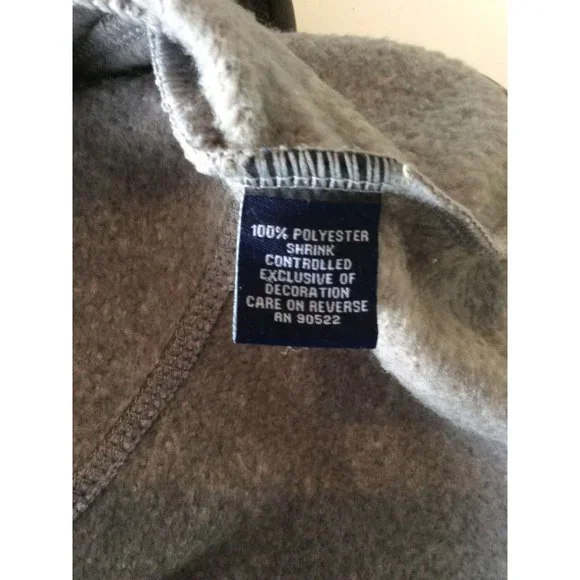 100% POLYESTER
SHRINK
CONTROLLED
EXCLUSIVE OF
DECORATION
CARE ON REVERSE
RN 90522